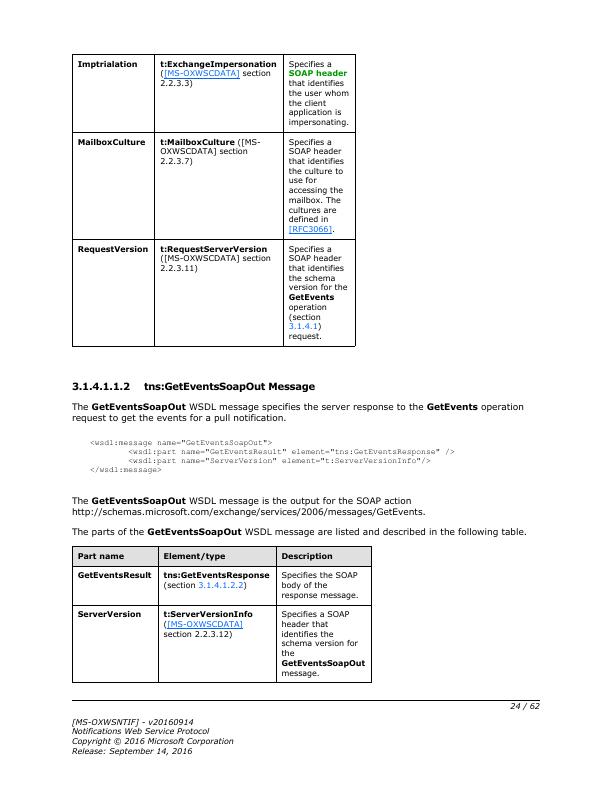 Imptrialation
t:ExchangeImpersonation
([MS-OXWSCDATA] section
2.2.3.3)
Specifies a
SOAP header
that identifies
the user whom
the client
application is
impersonating.
MailboxCulture
t:MailboxCulture ([MS-
OXWSCDATA] section
2.2.3.7)
Specifies a
SOAP header
that identifies
the culture to
use for
accessing the
mailbox. The
cultures are
defined in
[RFC3066].
RequestVersion
t:RequestServerVersion
([MS-OXWSCDATA] section
2.2.3.11)
Specifies a
SOAP header
that identifies
the schema
version for the
GetEvents
operation
(section
3.1.4.1)
request.
3.1.4.1.1.2 tns:GetEventsSoapOut Message
The GetEventsSoapOut WSDL message specifies the server response to the GetEvents operation
request to get the events for a pull notification.
<wsdl:message name="GetEventsSoapOut">
<wsdl:part name="GetEventsResult" element="tns:GetEventsResponse" />
<wsdl:part name="ServerVersion" element="t:ServerVersionInfo"/>
</wsdl:message>
The GetEventsSoapOut WSDL message is the output for the SOAP action
http://schemas.microsoft.com/exchange/services/2006/messages/GetEvents.
The parts of the GetEventsSoapOut WSDL message are listed and described in the following table.
Part name
Element/type
Description
GetEventsResult
tns:GetEventsResponse
(section 3.1.4.1.2.2)
Specifies the SOAP
body of the
response message.
ServerVersion
t:ServerVersionInfo
([MS-OXWSCDATA]
section 2.2.3.12)
Specifies a SOAP
header that
identifies the
schema version for
the
GetEventsSoapOut
message.
24 / 62
[MS-OXWSNTIF] - v20160914
Notifications Web Service Protocol
Copyright © 2016 Microsoft Corporation
Release: September 14, 2016